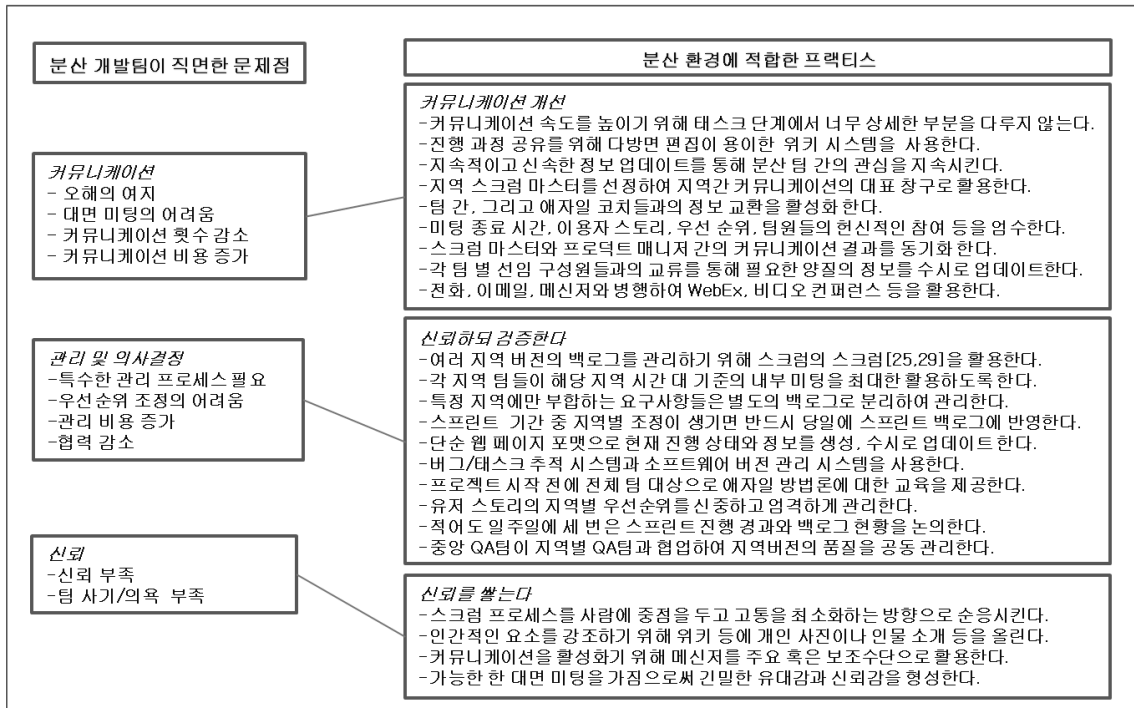 분산 개발팀이 직면한 문제점
커뮤니케이션
- 오해의 여지
- 대면 미팅의 어려움
- 커뮤니케이션 횟수 감소
- 커뮤니케이션 비용 증가
관리 및 의사결정
-특수한 관리 프로세스 필요
-우선순위 조정의 어려움
-관리 비용 증가
-협력 감소
신뢰
-신뢰 부족
-팀 사기/의욕 부족
분산 환경에 적합한 프랙티스
커뮤니케이션 개선
-커뮤니케이션 속도를 높이기 위해 태스크 단계에서 너무 상세한 부분을 다루지 않는다.
-진행 과정 공유를 위해 다방면 편집이 용이한 위키 시스템을 사용한다.
-지속적이고 신속한 정보 업데이트를 통해 분산 팀 간의 관심을 지속시킨다.
-지역 스크럼 마스터를 선정하여 지역간 커뮤니케이션의 대표 창구로 활용한다.
-팀 간, 그리고 애자일 코치들과의 정보 교환을 활성화 한다.
-미팅 종료 시간, 이용자 스토리, 우선 순위, 팀원들의 헌신적인 참여 등을 엄수한다.
-스크럼 마스터와 프로덕트 매니저 간의 커뮤니케이션 결과를 동기화 한다.
-각 팀 별 선임 구성원들과의 교류를 통해 필요한 양질의 정보를 수시로 업데이트한다.
-전화, 이메일, 메신저와 병행하여 WebEx, 비디오 컨퍼런스 등을 활용한다.
신뢰하되 검증한다
-여러 지역 버전의 백로그를 관리하기 위해 스크럼의 스크럼[25,29]을 활용한다.
-각 지역 팀들이 해당 지역 시간 대 기준의 내부 미팅을 최대한 활용하도록 한다.
-특정 지역에만 부합하는 요구사항들은 별도의 백로그로 분리하여 관리한다.
-스프린트 기간 중 지역별 조정이 생기면 반드시 당일에 스프린트 백로그에 반영한다.
-단순 웹 페이지 포맷으로 현재 진행 상태와 정보를 생성, 수시로 업데이트 한다.
-버그/태스크 추적 시스템과 소프트웨어 버전 관리 시스템을 사용한다.
-프로젝트 시작 전에 전체 팀 대상으로 애자일 방법론에 대한 교육을 제공한다.
-유저 스토리의 지역별 우선순위를 신중하고 엄격하게 관리한다.
-적어도 일주일에 세 번은 스프린트 진행 경과와 백로그 현황을 논의한다.
-중앙 QA팀이 지역별 QA팀과 협업하여 지역버전의 품질을 공동 관리한다.
신뢰를 쌓는다
-스크럼 프로세스를 사람에 중점을 두고 고통을 최소화하는 방향으로 순응시킨다.
-인간적인 요소를 강조하기 위해 위키 등에 개인 사진이나 인물 소개 등을 올린다.
-커뮤니케이션을 활성화기 위해 메신저를 주요 혹은 보조수단으로 활용한다.
-가능한 한 대면 미팅을 가짐으로써 긴밀한 유대감과 신뢰감을 형성한다.